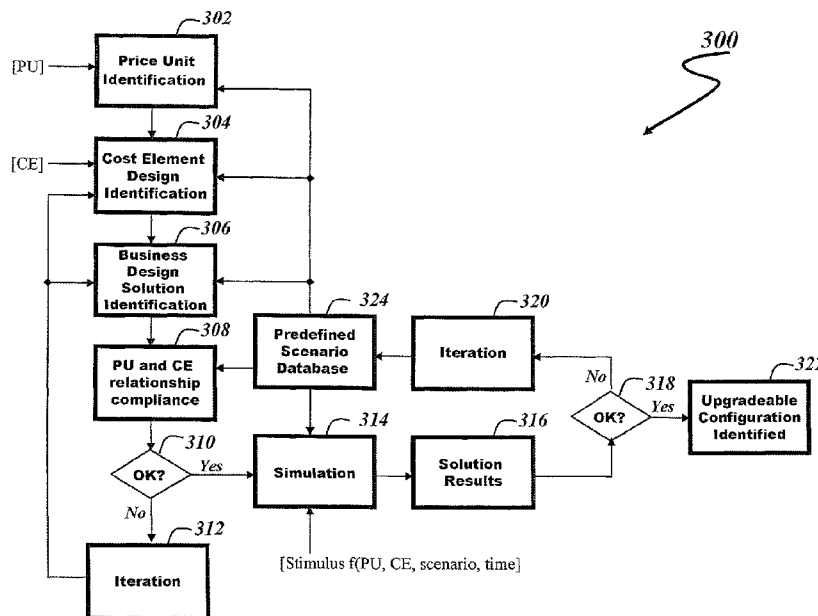 302
300
[PU]
Price Unit
Identification
304
[CE]
Cost Element
Design
Identification
306
Business
Design
Solution
Identification
324
320
308
Predefined
Scenario
Database
Iteration
322
PU and CE
relationship
compliance
No
318
OK?
Yes
Upgradeable
Configuration
Identified
310
314
316
OK?
Yes
Simulation
Solution
Results
No
312
Iteration
[Stimulus f(PU, CE, scenario, time]